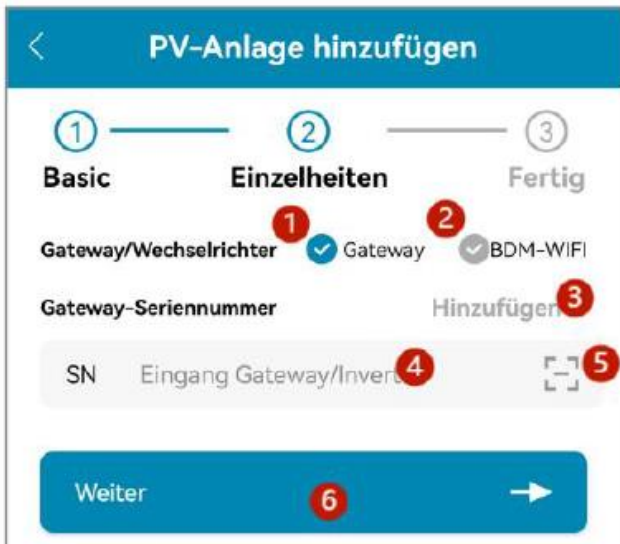 PV-Anlage hinzufügen
1 2 3
Basic Einzelheiten Fertig
1 2
Gateway/Wechselrichter Gateway BDM-WIFI
Gateway-Seriennummer Hinzufügen 3
SN Eingang Gateway/Invert 4 5
Weiter 6